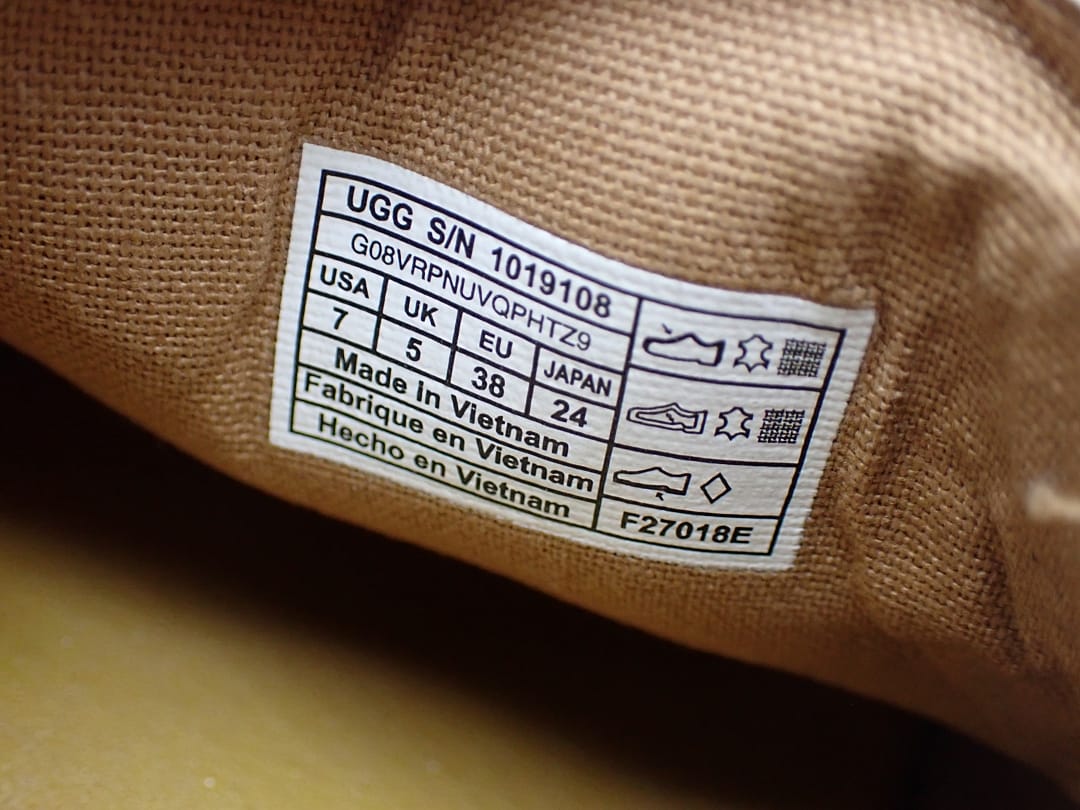 UGG S/N 1019108
G08VRPNUVQPHTZ9
USA UK EU JAPAN
7 5 38 24
Made In Vietnam
Fabrique en Vietnam
Hecho en Vietnam
F27018E